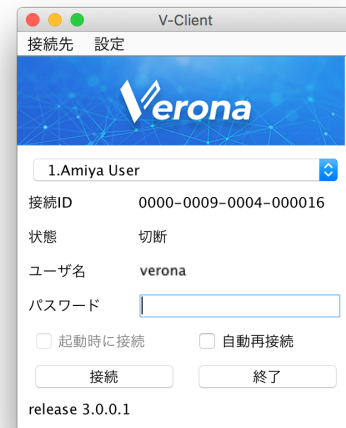 V-Client
接続先 設定
Verona
1.Amiya User
接続ID 0000-0009-0004-000016
状態 切断
ユーザ名 verona
パスワード
起動時に接続 自動再接続
接続 終了
release 3.0.0.1